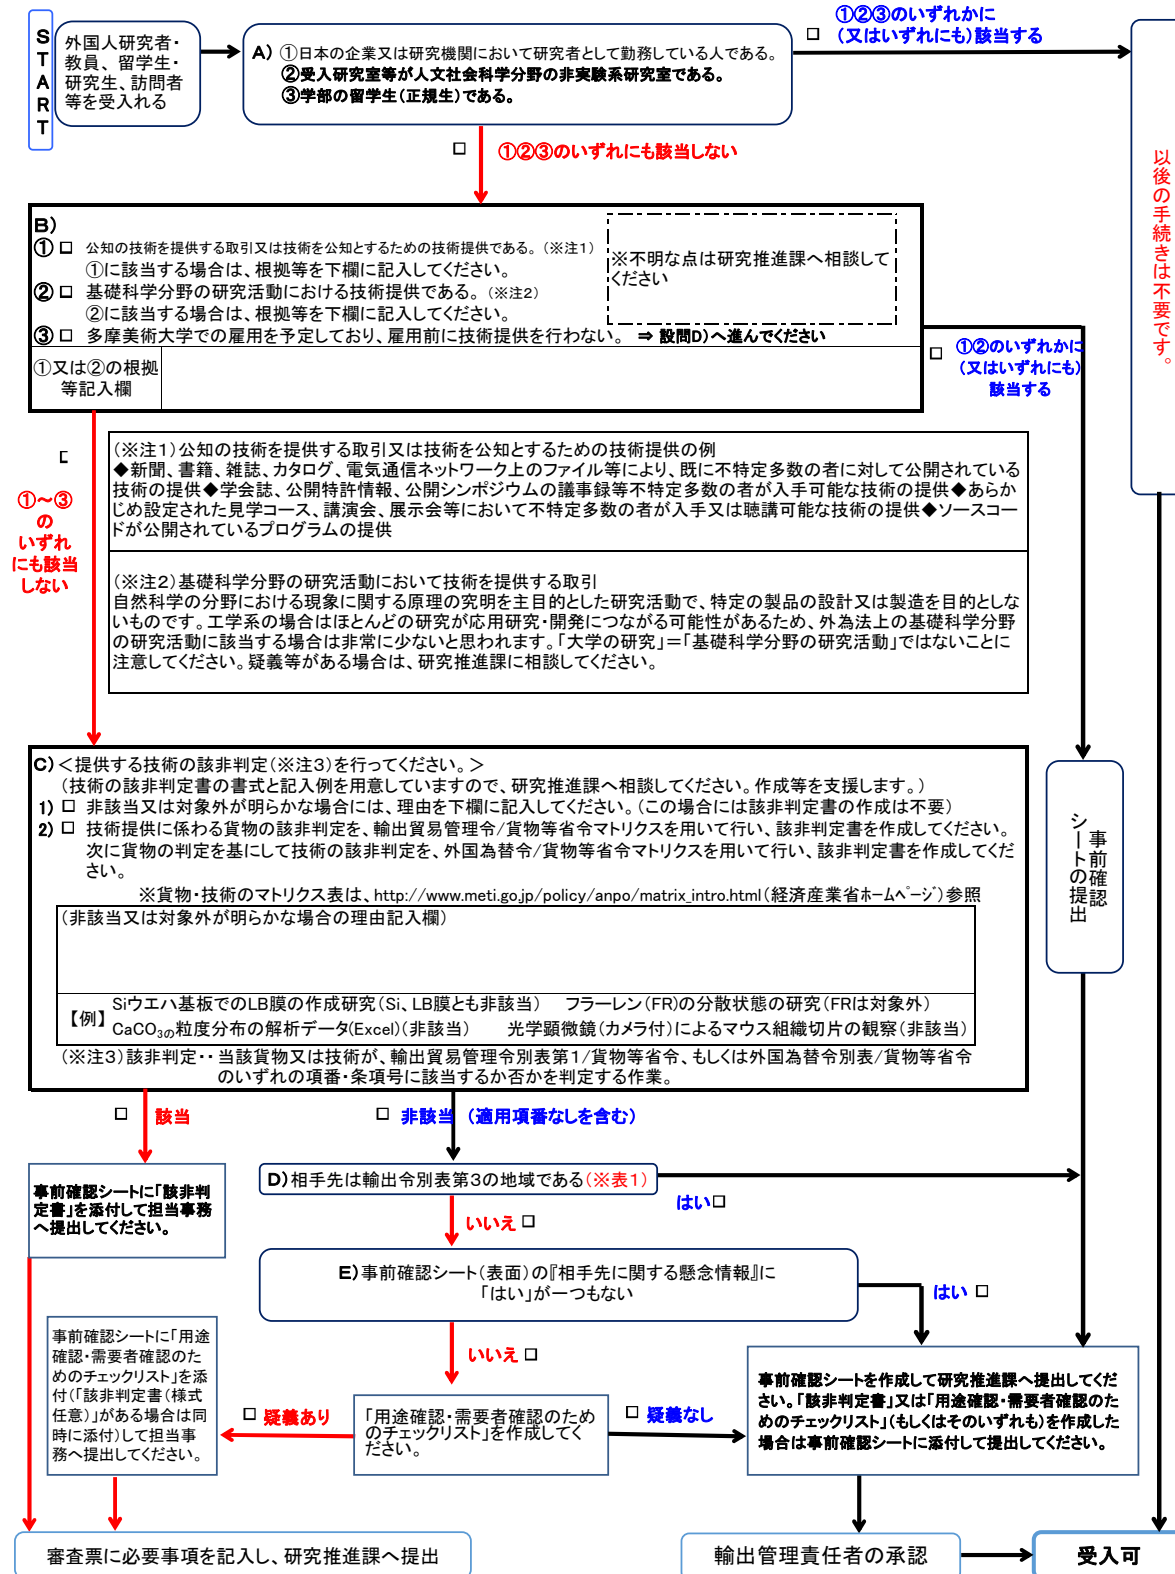 START
外国人研究者・
教員、留学生・
研究生、訪問者
等を受入れる
A）①日本の企業又は研究機関において研究者として勤務している人である。
②受入研究室等が人文社会科学分野の非実験系研究室である。
③学部の留学生（正規生）である。
①②③のいずれかに
□ （又はいずれにも）該当する
以後の手続きは不要です。
□ ①②③のいずれにも該当しない
B）
① □ 公知の技術を提供する取引又は技術を公知とするための技術提供である。（※注1）
①に該当する場合は、根拠等を下欄に記入してください。
② □ 基礎科学分野の研究活動における技術提供である。（※注2）
②に該当する場合は、根拠等を下欄に記入してください。
③ □ 多摩美術大学での雇用を予定しており、雇用前に技術提供を行わない。 ⇒ 設問D）へ進んでください
※不明な点は研究推進課へ相談して
ください
①又は②の根拠
等記入欄
□ ①②のいずれかに
（又はいずれにも）
該当する
□
①～③
の
いずれ
にも該当
しない
（※注1）公知の技術を提供する取引又は技術を公知とするための技術提供の例
◆新聞、書籍、雑誌、カタログ、電気通信ネットワーク上のファイル等により、既に不特定多数の者に対して公開されている
技術の提供◆学会誌、公開特許情報、公開シンポジウムの議事録等不特定多数の者が入手可能な技術の提供◆あらか
じめ設定された見学コース、講演会、展示会等において不特定多数の者が入手又は聴講可能な技術の提供◆ソースコー
ドが公開されているプログラムの提供
（※注2）基礎科学分野の研究活動において技術を提供する取引
自然科学の分野における現象に関する原理の究明を主目的とした研究活動で、特定の製品の設計又は製造を目的としな
いものです。工学系の場合はほとんどの研究が応用研究・開発につながる可能性があるため、外為法上の基礎科学分野
の研究活動に該当する場合は非常に少ないと思われます。「大学の研究」＝「基礎科学分野の研究活動」ではないことに
注意してください。疑義等がある場合は、研究推進課に相談してください。
C）＜提供する技術の該非判定（※注3）を行ってください。＞
（技術の該非判定書の書式と記入例を用意していますので、研究推進課へ相談してください。作成等を支援します。）
1） □ 非該当又は対象外が明らかな場合には、理由を下欄に記入してください。（この場合には該非判定書の作成は不要）
2） □ 技術提供に係わる貨物の該非判定を、輸出貿易管理令/貨物等省令マトリクスを用いて行い、該非判定書を作成してください。
次に貨物の判定を基にして技術の該非判定を、外国為替令/貨物等省令マトリクスを用いて行い、該非判定書を作成してくだ
さい。
※貨物・技術のマトリクス表は、http://www.meti.go.jp/policy/anpo/matrix_intro.html（経済産業省ホームページ）参照
（非該当又は対象外が明らかな場合の理由記入欄）
【例】 Siウエハ基板でのLB膜の作成研究（Si、LB膜とも非該当） フラーレン（FR）の分散状態の研究（FRは対象外）
CaCO3の粒度分布の解析データ(Excel)（非該当） 光学顕微鏡（カメラ付）によるマウス組織切片の観察（非該当）
（※注3）該非判定・・当該貨物又は技術が、輸出貿易管理令別表第1/貨物等省令、もしくは外国為替令別表/貨物等省令
のいずれの項番・条項号に該当するか否かを判定する作業。
事前確認
シートの提出
□ 該当
□ 非該当 （適用項番なしを含む）
事前確認シートに「該非判
定書」を添付して担当事務
へ提出してください。
D）相手先は輸出令別表第3の地域である（※表1）
はい□
いいえ □
E）事前確認シート（表面）の『相手先に関する懸念情報』に
「はい」が一つもない
はい □
いいえ □
事前確認シートに「用途
確認・需要者確認のた
めのチェックリスト」を添
付（「該非判定書（様式
任意）」がある場合は同
時に添付）して担当事
務へ提出してください。
□ 疑義あり
「用途確認・需要者確認のため
のチェックリスト」を作成してく
ださい。
□ 疑義なし
事前確認シートを作成して研究推進課へ提出してくだ
さい。「該非判定書」又は「用途確認・需要者確認のた
めのチェックリスト」（もしくはそのいずれも）を作成した
場合は事前確認シートに添付して提出してください。
審査票に必要事項を記入し、研究推進課へ提出
輸出管理責任者の承認
受入可